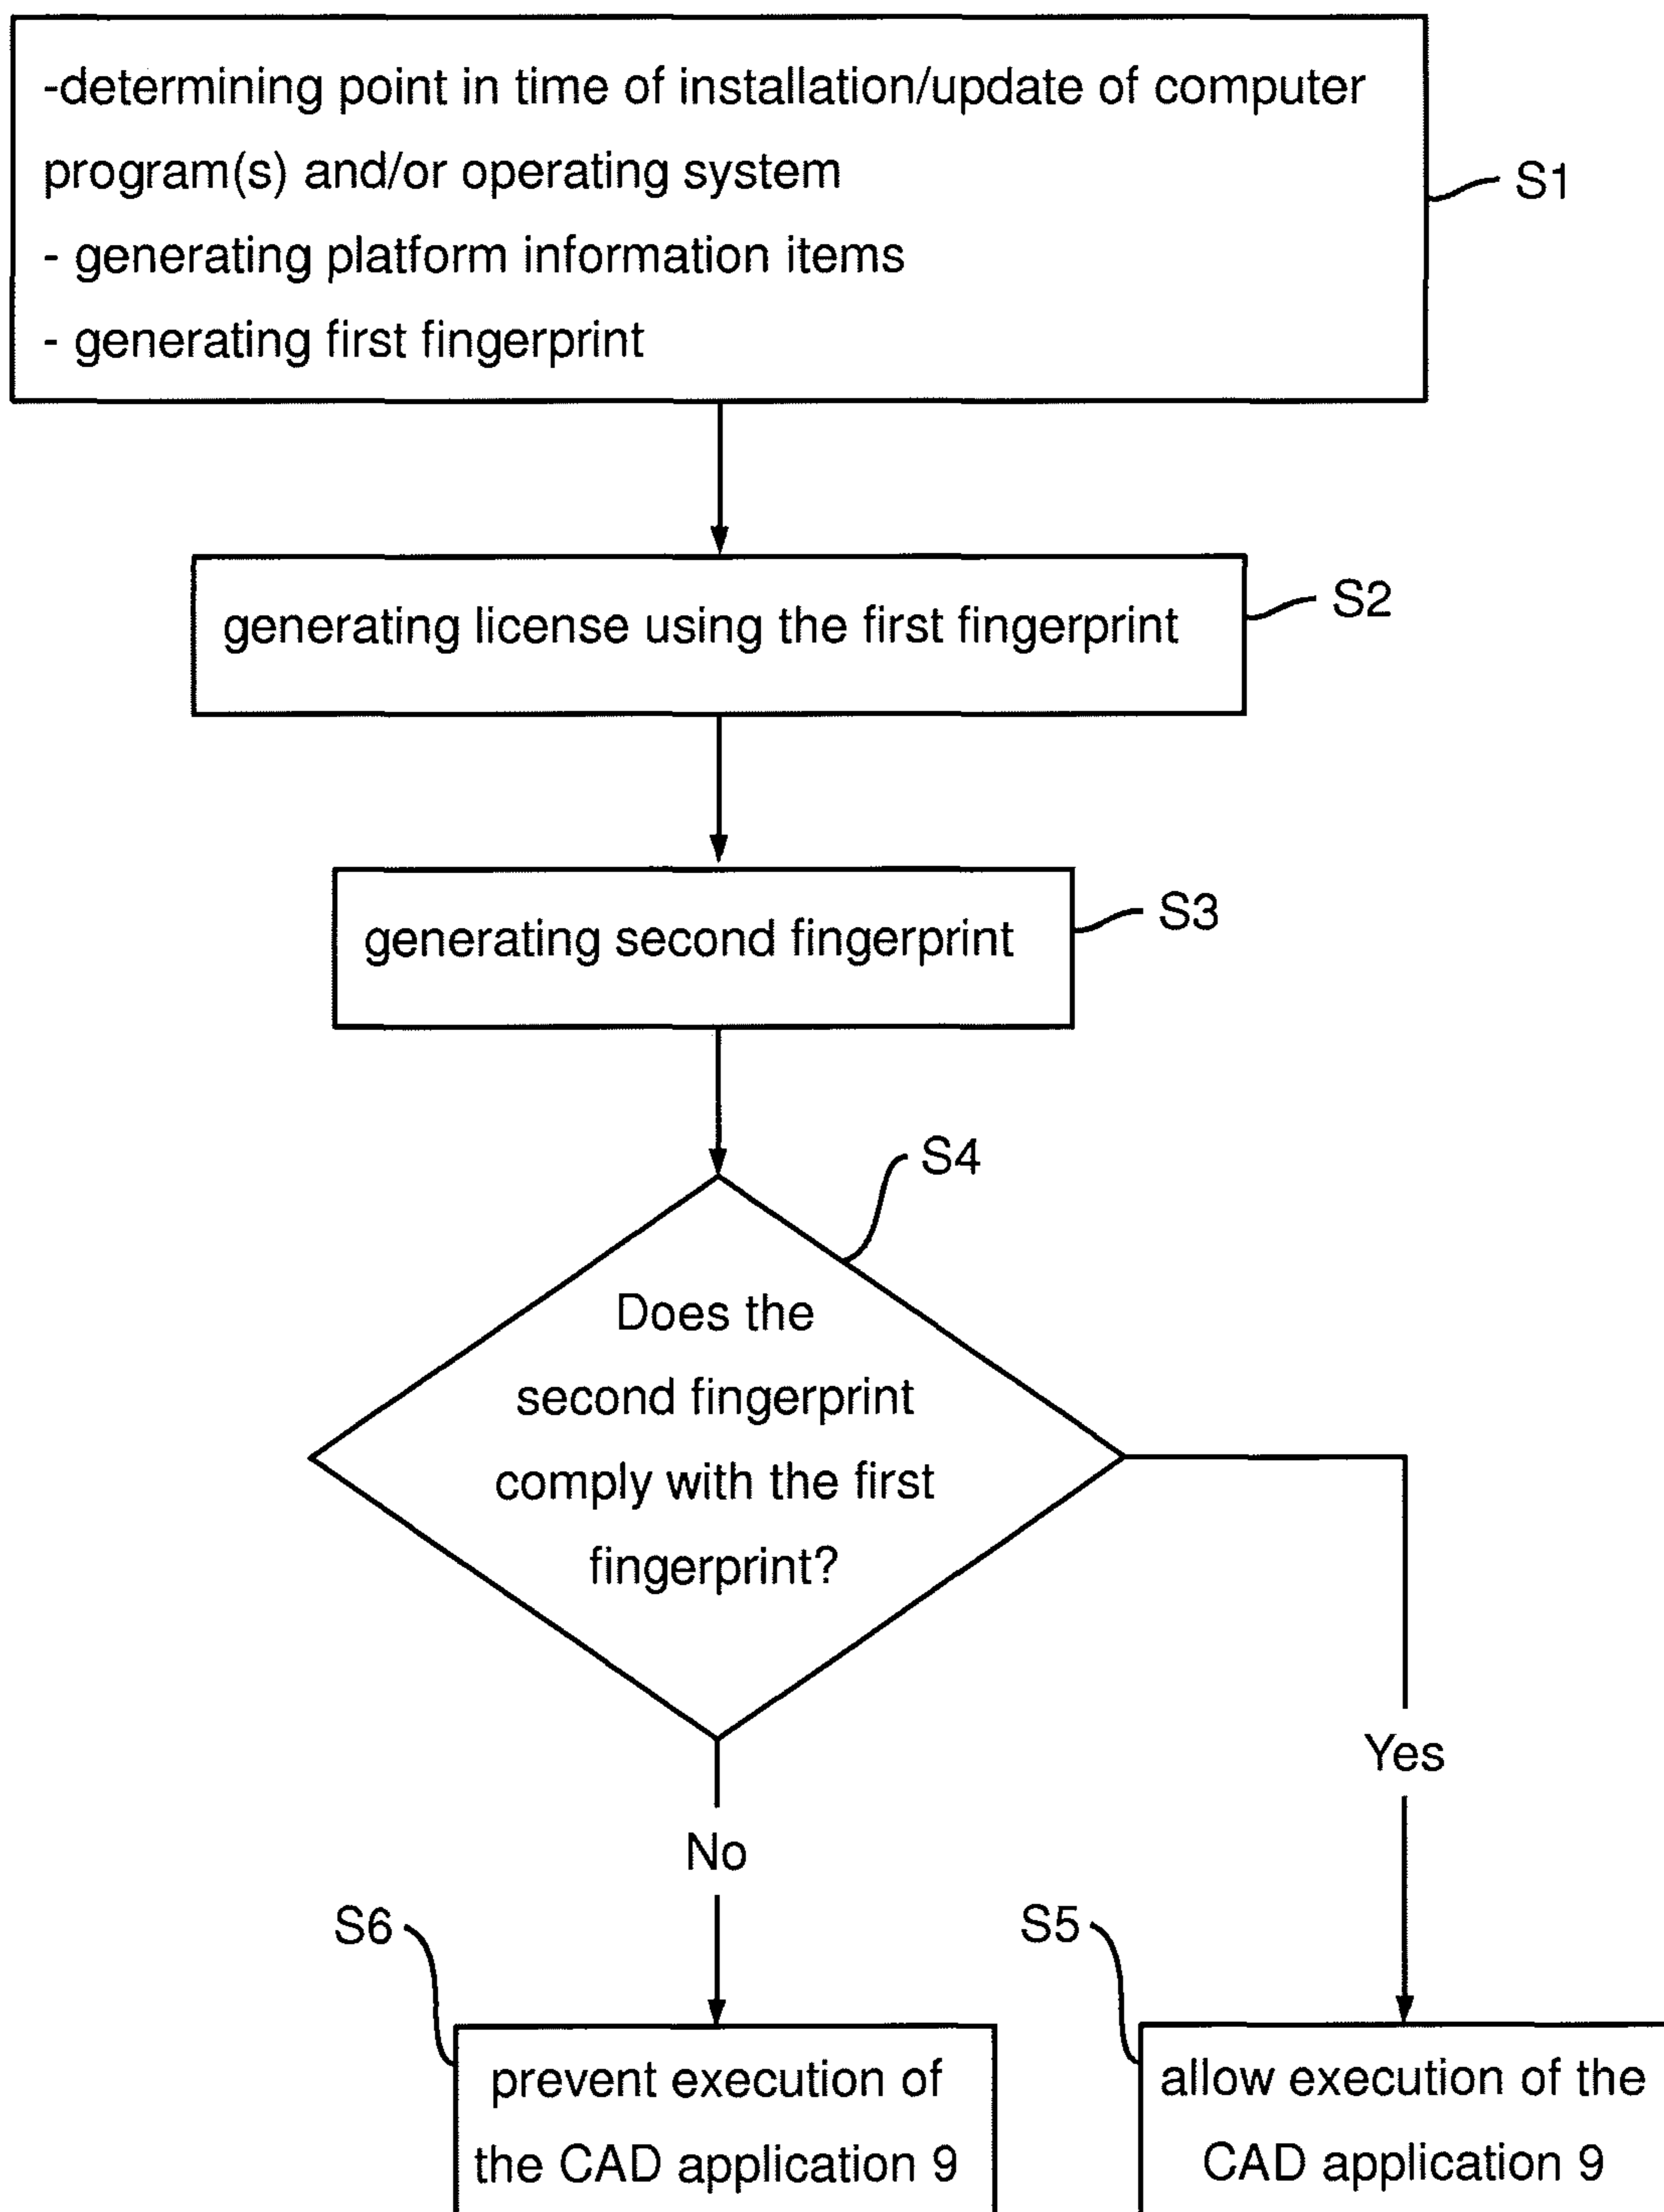 -determining point in time of installation/update of computer
program(s) and/or operating system
- generating platform information items
- generating first fingerprint
S1
generating license using the first fingerprint
S2
generating second fingerprint
S3
S4
Does the
second fingerprint
comply with the first
fingerprint?
Yes
No
S6
prevent execution of
the CAD application 9
S5
allow execution of the
CAD application 9